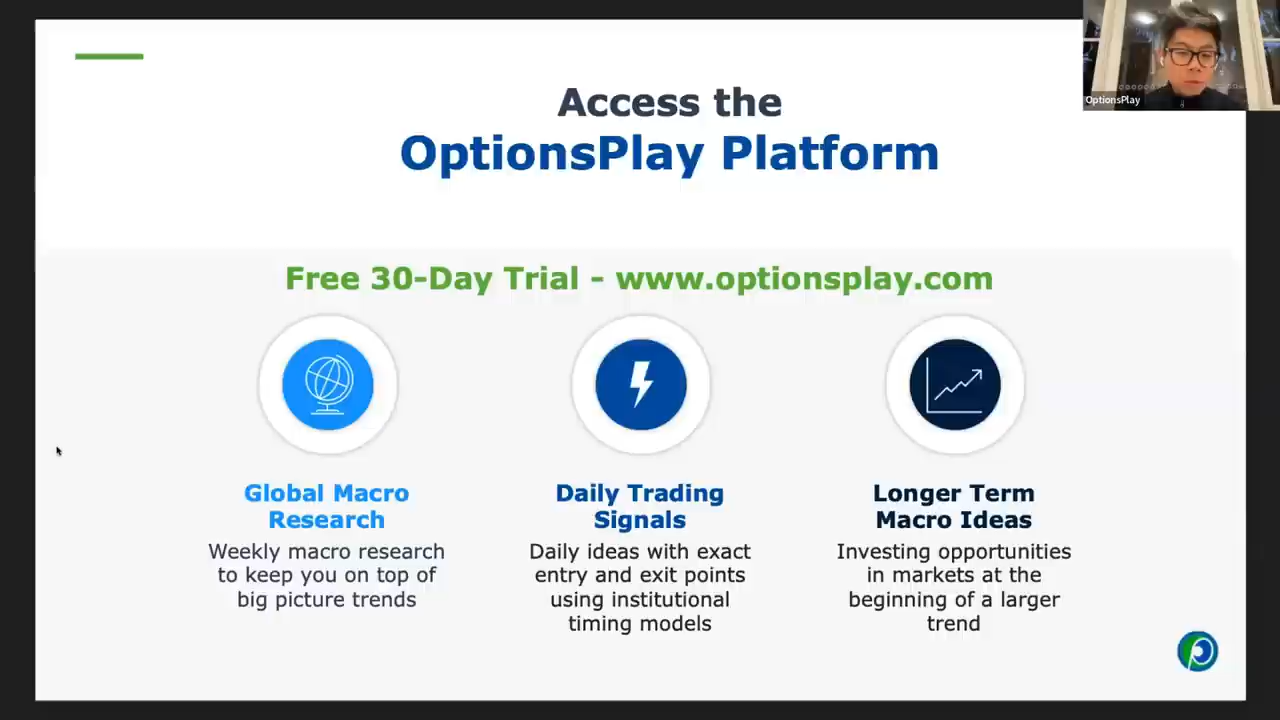 Access the
OptionsPlay Platform
OptionsPlay
Free 30-Day Trial - www.optionsplay.com
Global Macro
Research
Weekly macro research
to keep you on top of
big picture trends
Daily Trading
Signals
Daily ideas with exact
entry and exit points
using institutional
timing models
Longer Term
Macro Ideas
Investing opportunities
in markets at the
beginning of a larger
trend